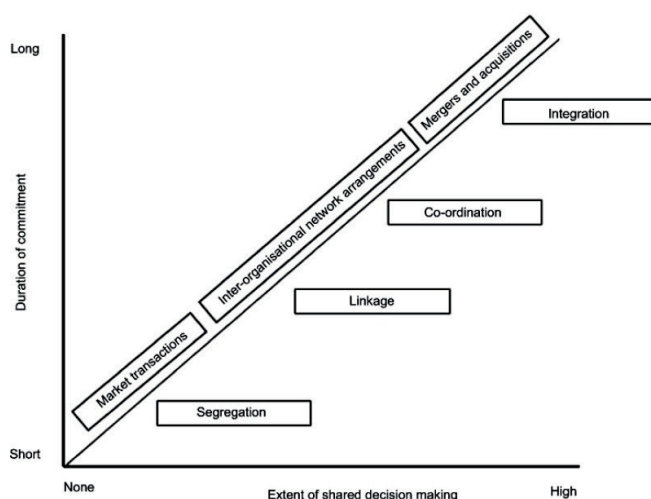 Long
Mergers and acquisitions
Integration
Inter-organisational network arrangements
Co-ordination
Duration of commitment
Linkage
Market transactions
Segregation
Short
None
Extent of shared decision making
High